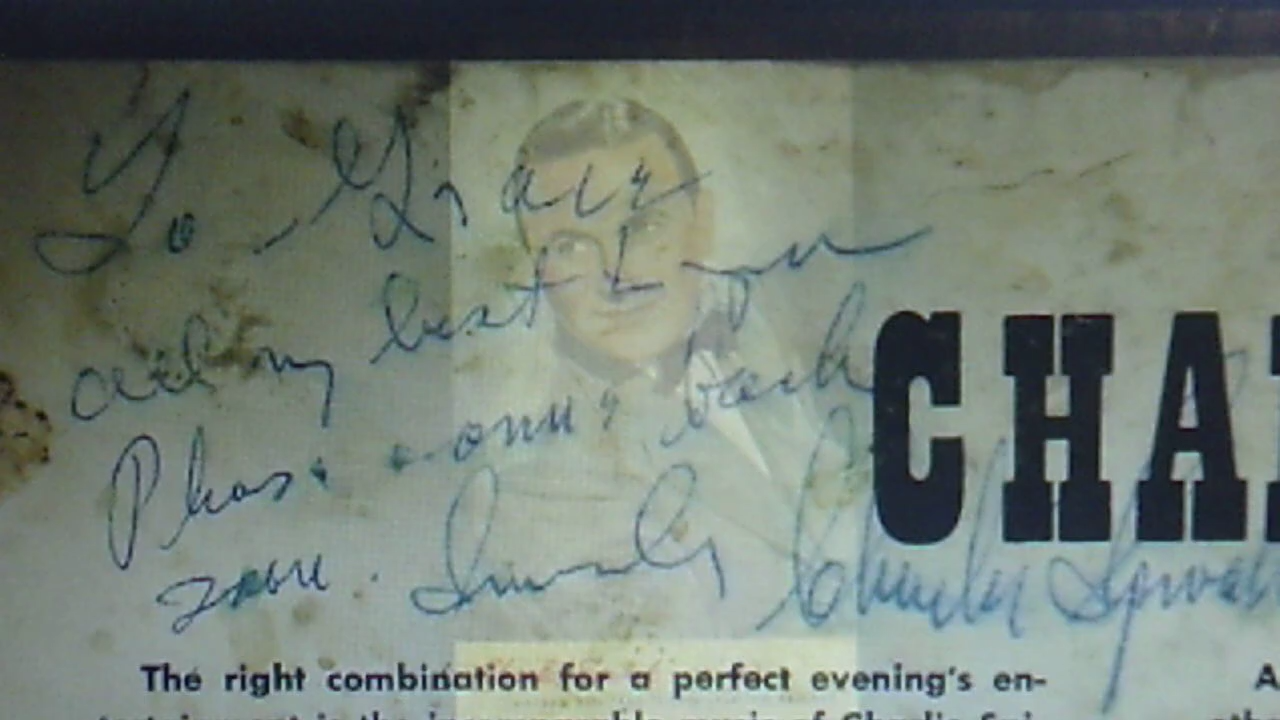 To Grace
all my best
Please come back
soon. Sincerely Charlie Spivak
CHA
The right combination for a perfect evening's en-